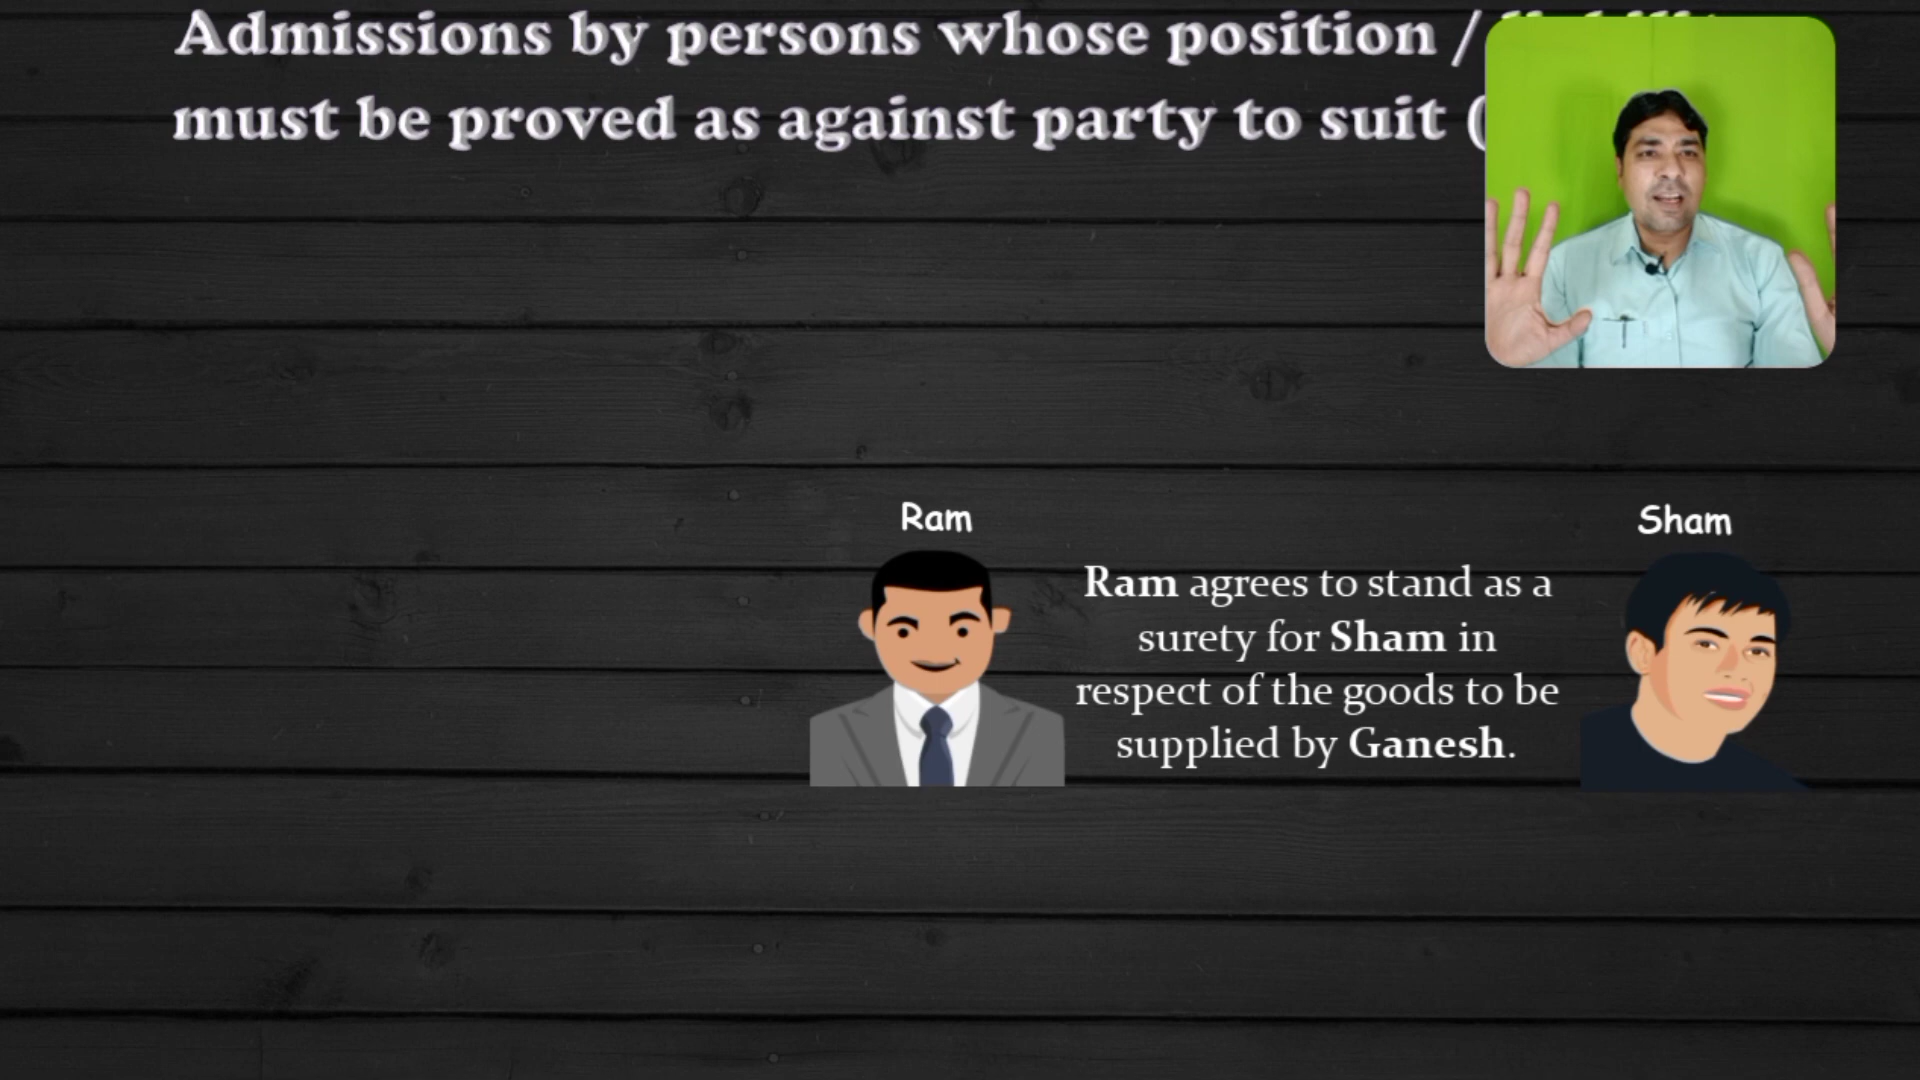 Admissions by persons whose position /
must be proved as against party to suit (
Ram
Sham
Ram agrees to stand as a
surety for Sham in
respect of the goods to be
supplied by Ganesh.